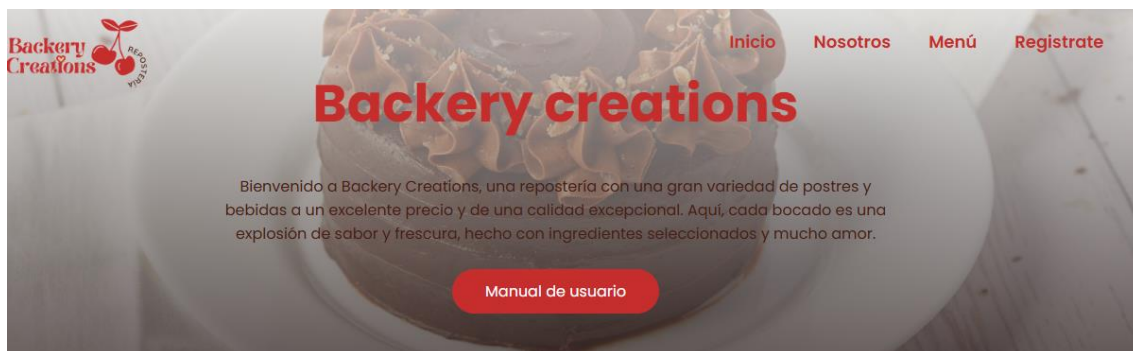 Backery
Creations
REPOSTERÍA
Inicio Nosotros Menú Registrate
Backery creations
Bienvenido a Backery Creations, una repostería con una gran variedad de postres y
bebidas a un excelente precio y de una calidad excepcional. Aquí, cada bocado es una
explosión de sabor y frescura, hecho con ingredientes seleccionados y mucho amor.
Manual de usuario